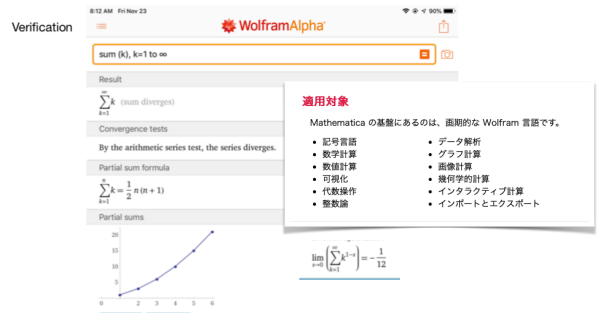 Verification
8:12 AM Fri Nov 23
90%
WolframAlpha
sum (k), k=1 to ∞
Result
∑_{k=1}^{∞} k (sum diverges)
Convergence tests
By the arithmetic series test, the series diverges.
Partial sum formula
∑_{k=1}^{n} k = 1/2 n (n + 1)
Partial sums
20
15
10
5
0 2 3 4 5 6
適用対象
Mathematica の基盤にあるのは、画期的な Wolfram 言語です。
• 記号言語
• 数学計算
• 数値計算
• 可視化
• 代数操作
• 整数論
• データ解析
• グラフ計算
• 画像計算
• 幾何学的計算
• インタラクティブ計算
• インポートとエクスポート
lim_{s→0} (∑_{k=1}^{∞} k^{1-s}) = - 1/12